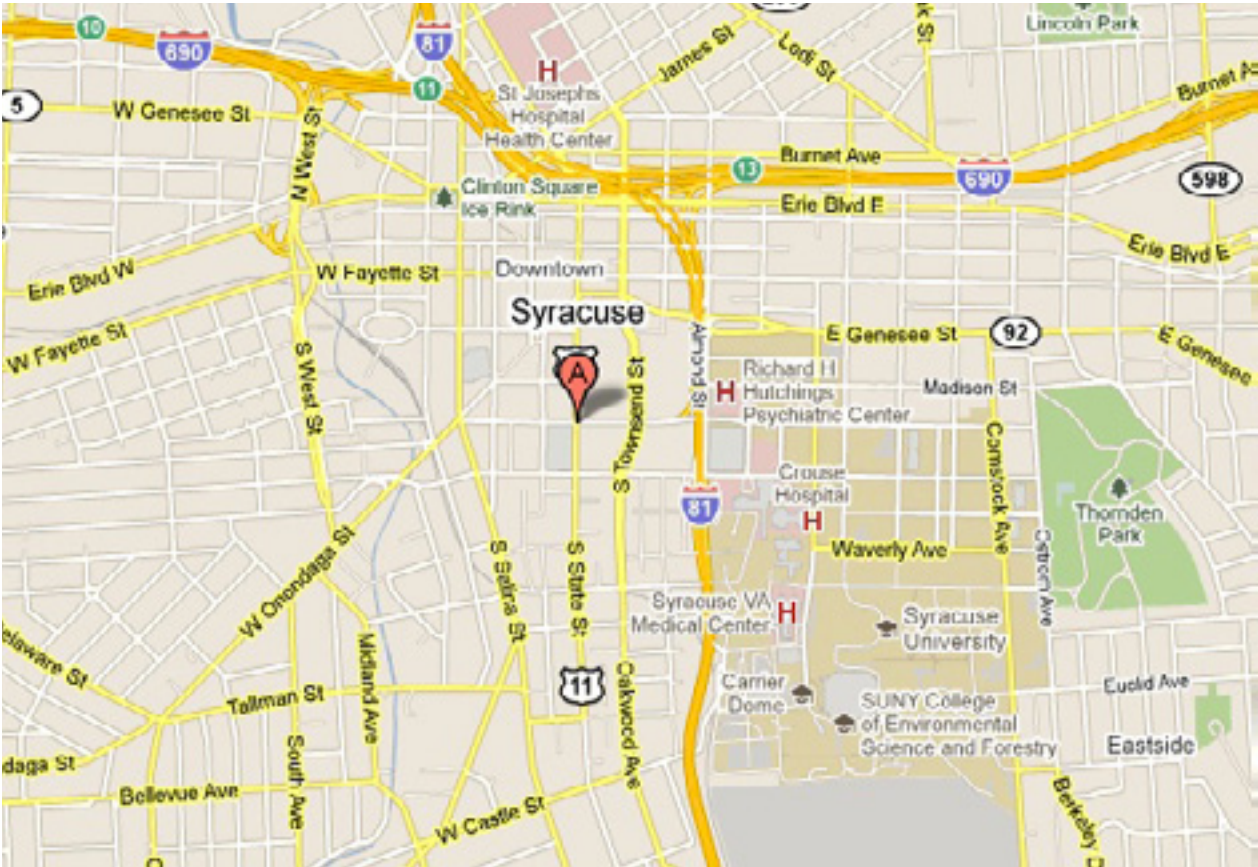 Lincoln Park
10
690
81
James St
Lodi St
H
11
St Josephs
Hospital
Health Center
5
W Genesee St
N West St
Burnet Ave
13
690
598
Clinton Square
Ice Rink
Erie Blvd E
Erie Blvd E
Erie Blvd W
W Fayette St
Downtown
Syracuse
W Fayette St
S West St
A
S Townsend St
Almond St
E Genesee St
92
E Genesee
Richard H
Hutchings
Psychiatric Center
H
Madison St
Comstock Ave
Crouse
Hospital
H
81
Thornden
Park
Waverly Ave
Ostrom Ave
W Onondaga St
S Salina St
S State St
Syracuse VA
Medical Center
H
Syracuse
University
elaware St
Midland Ave
11
Oakwood Ave
Tallman St
Carrier
Dome
SUNY College
of Environmental
Science and Forestry
Euclid Ave
Eastside
daga St
South Ave
Bellevue Ave
W Castle St
Berkeley D